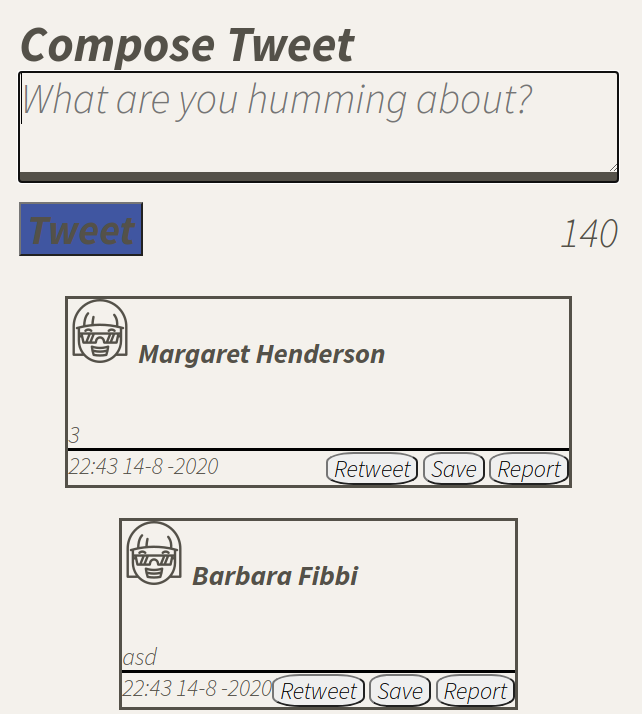 Compose Tweet
What are you humming about?
Tweet 140
Margaret Henderson
3
22:43 14-8 -2020 Retweet Save Report
Barbara Fibbi
asd
22:43 14-8 -2020 Retweet Save Report